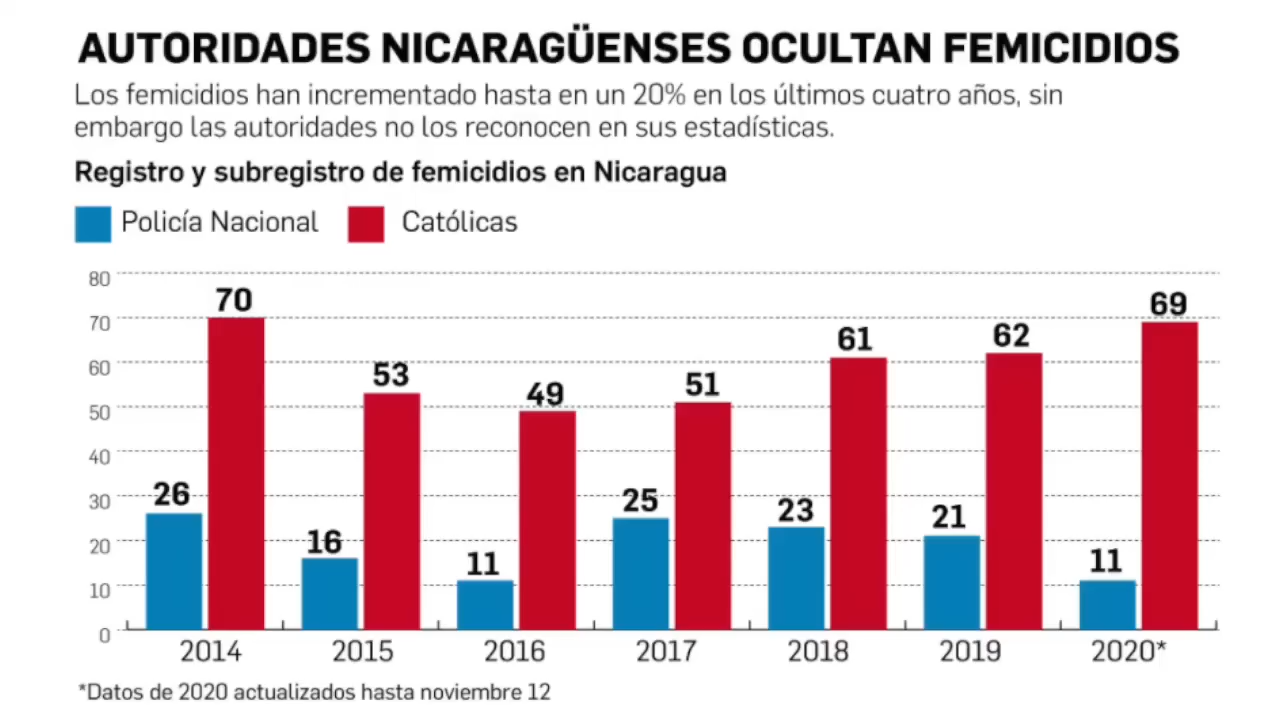 AUTORIDADES NICARAGÜENSES OCULTAN FEMICIDIOS
Los femicidios han incrementado hasta en un 20% en los últimos cuatro años, sin
embargo las autoridades no los reconocen en sus estadísticas.
Registro y subregistro de femicidios en Nicaragua
Policía Nacional Católicas
80
70
60
50
40
30
20
10
0
26 70
16 53
11 49
25 51
23 61
21 62
11 69
2014 2015 2016 2017 2018 2019 2020*
*Datos de 2020 actualizados hasta noviembre 12